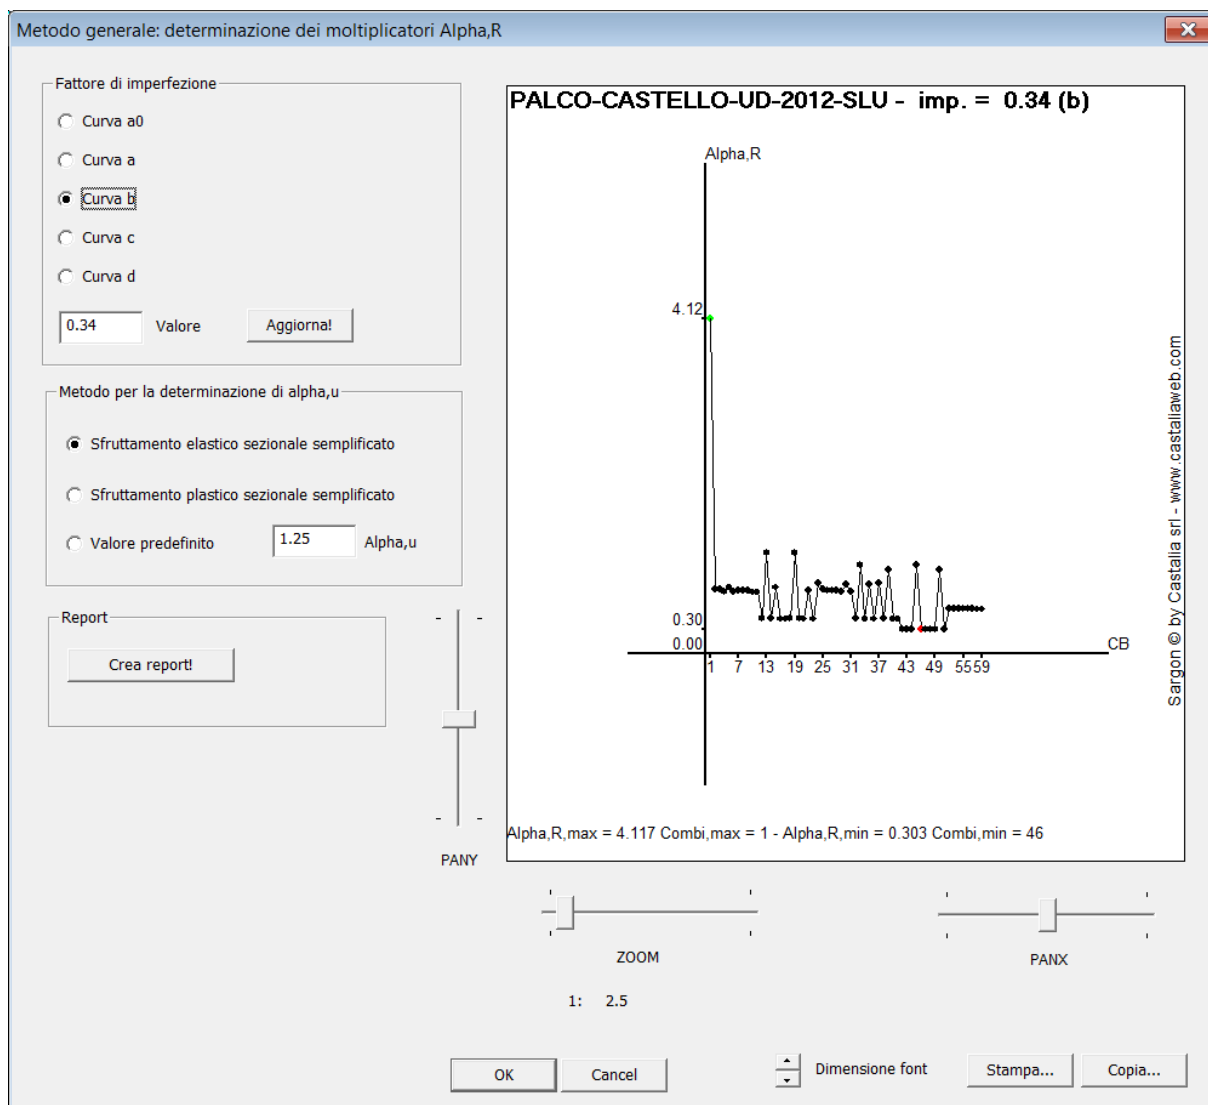 Metodo generale: determinazione dei moltiplicatori Alpha,R
Fattore di imperfezione
Curva a0
Curva a
Curva b
Curva c
Curva d
0.34 Valore Aggiorna!
Metodo per la determinazione di alpha,u
Sfruttamento elastico sezionale semplificato
Sfruttamento plastico sezionale semplificato
Valore predefinito 1.25 Alpha,u
Report
Crea report!
PANY
PALCO-CASTELLO-UD-2012-SLU - imp. = 0.34 (b)
Alpha,R
4.12
0.30
0.00
CB
1 7 13 19 25 31 37 43 49 55 59
Sargon © by Castalia srl - www.castaliaweb.com
Alpha,R,max = 4.117 Combi,max = 1 - Alpha,R,min = 0.303 Combi,min = 46
ZOOM
PANX
1: 2.5
OK Cancel Dimensione font Stampa... Copia...